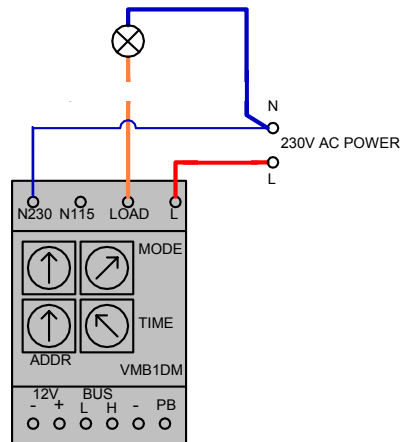 N
230V AC POWER
L
N230 N115 LOAD L
MODE
TIME
ADDR
VMB1DM
12V BUS
- + L H - PB